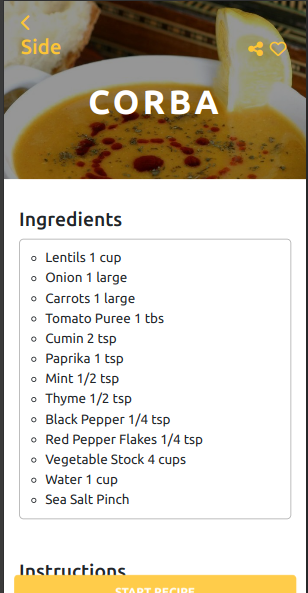 Side
CORBA
Ingredients
Lentils 1 cup
Onion 1 large
Carrots 1 large
Tomato Puree 1 tbs
Cumin 2 tsp
Paprika 1 tsp
Mint 1/2 tsp
Thyme 1/2 tsp
Black Pepper 1/4 tsp
Red Pepper Flakes 1/4 tsp
Vegetable Stock 4 cups
Water 1 cup
Sea Salt Pinch
Instructions
START RECIPE